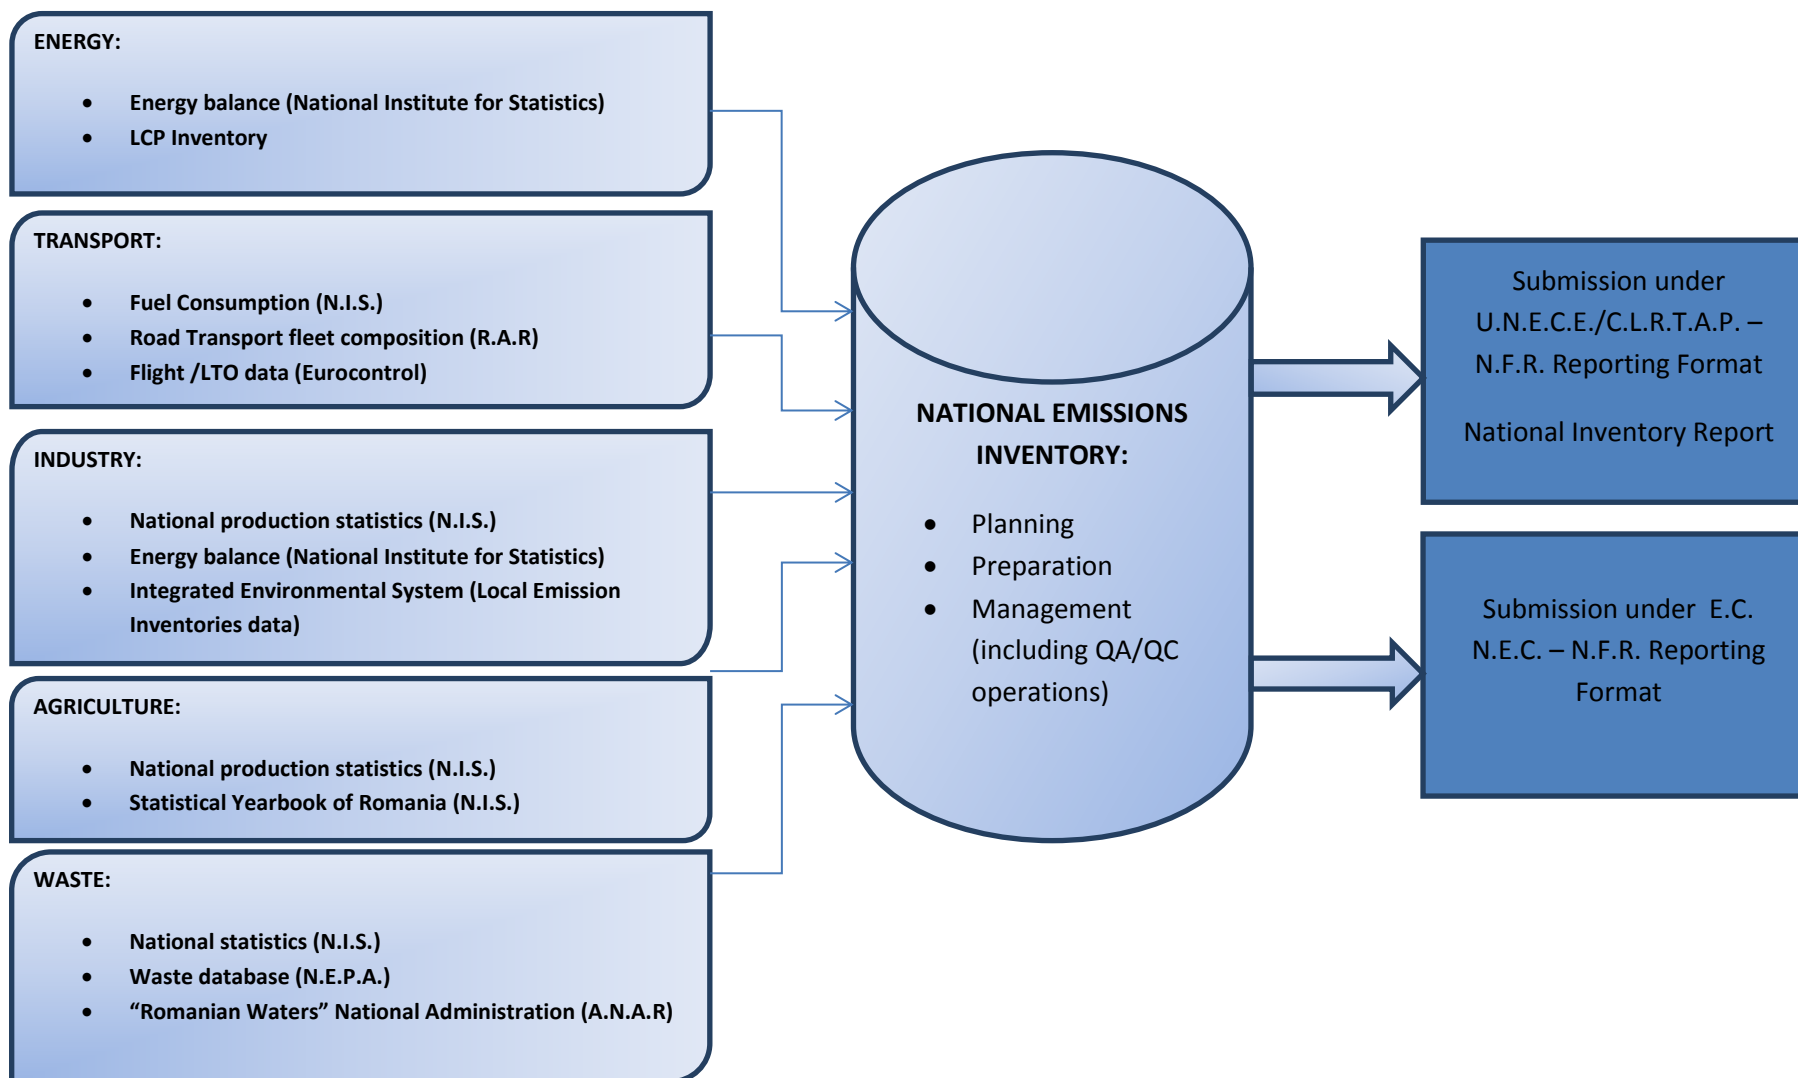 ENERGY:
• Energy balance (National Institute for Statistics)
• LCP Inventory
TRANSPORT:
• Fuel Consumption (N.I.S.)
• Road Transport fleet composition (R.A.R)
• Flight /LTO data (Eurocontrol)
INDUSTRY:
• National production statistics (N.I.S.)
• Energy balance (National Institute for Statistics)
• Integrated Environmental System (Local Emission
Inventories data)
AGRICULTURE:
• National production statistics (N.I.S.)
• Statistical Yearbook of Romania (N.I.S.)
WASTE:
• National statistics (N.I.S.)
• Waste database (N.E.P.A.)
• “Romanian Waters” National Administration (A.N.A.R)
NATIONAL EMISSIONS
INVENTORY:
• Planning
• Preparation
• Management
(including QA/QC
operations)
Submission under
U.N.E.C.E./C.L.R.T.A.P. –
N.F.R. Reporting Format
National Inventory Report
Submission under E.C.
N.E.C. – N.F.R. Reporting
Format